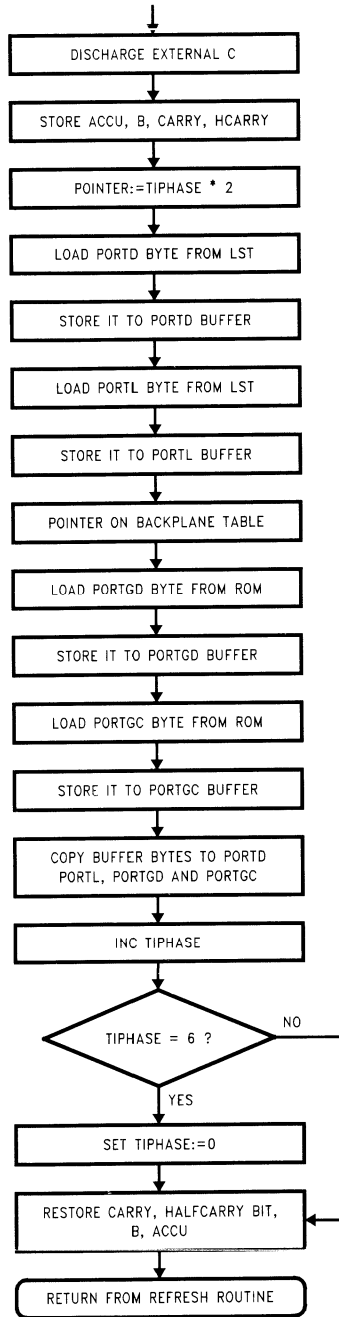 DISCHARGE EXTERNAL C
STORE ACCU, B, CARRY, HCARRY
POINTER:=TIPHASE * 2
LOAD PORTD BYTE FROM LST
STORE IT TO PORTD BUFFER
LOAD PORTL BYTE FROM LST
STORE IT TO PORTL BUFFER
POINTER ON BACKPLANE TABLE
LOAD PORTGD BYTE FROM ROM
STORE IT TO PORTGD BUFFER
LOAD PORTGC BYTE FROM ROM
STORE IT TO PORTGC BUFFER
COPY BUFFER BYTES TO PORTD
PORTL, PORTGD AND PORTGC
INC TIPHASE
TIPHASE = 6 ?
NO
YES
SET TIPHASE:=0
RESTORE CARRY, HALFCARRY BIT,
B, ACCU
RETURN FROM REFRESH ROUTINE